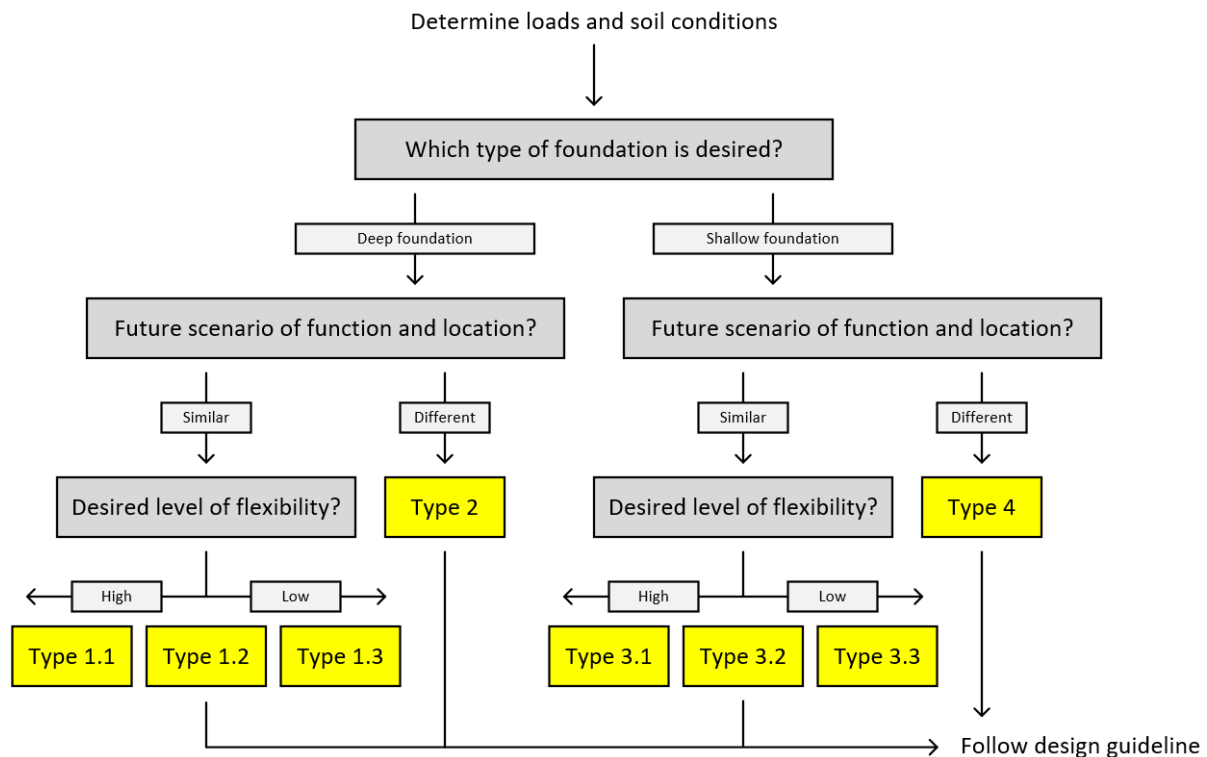 Determine loads and soil conditions
Which type of foundation is desired?
Deep foundation
Shallow foundation
Future scenario of function and location?
Future scenario of function and location?
Similar
Different
Similar
Different
Desired level of flexibility?
Type 2
Desired level of flexibility?
Type 4
High
Low
High
Low
Type 1.1
Type 1.2
Type 1.3
Type 3.1
Type 3.2
Type 3.3
Follow design guideline